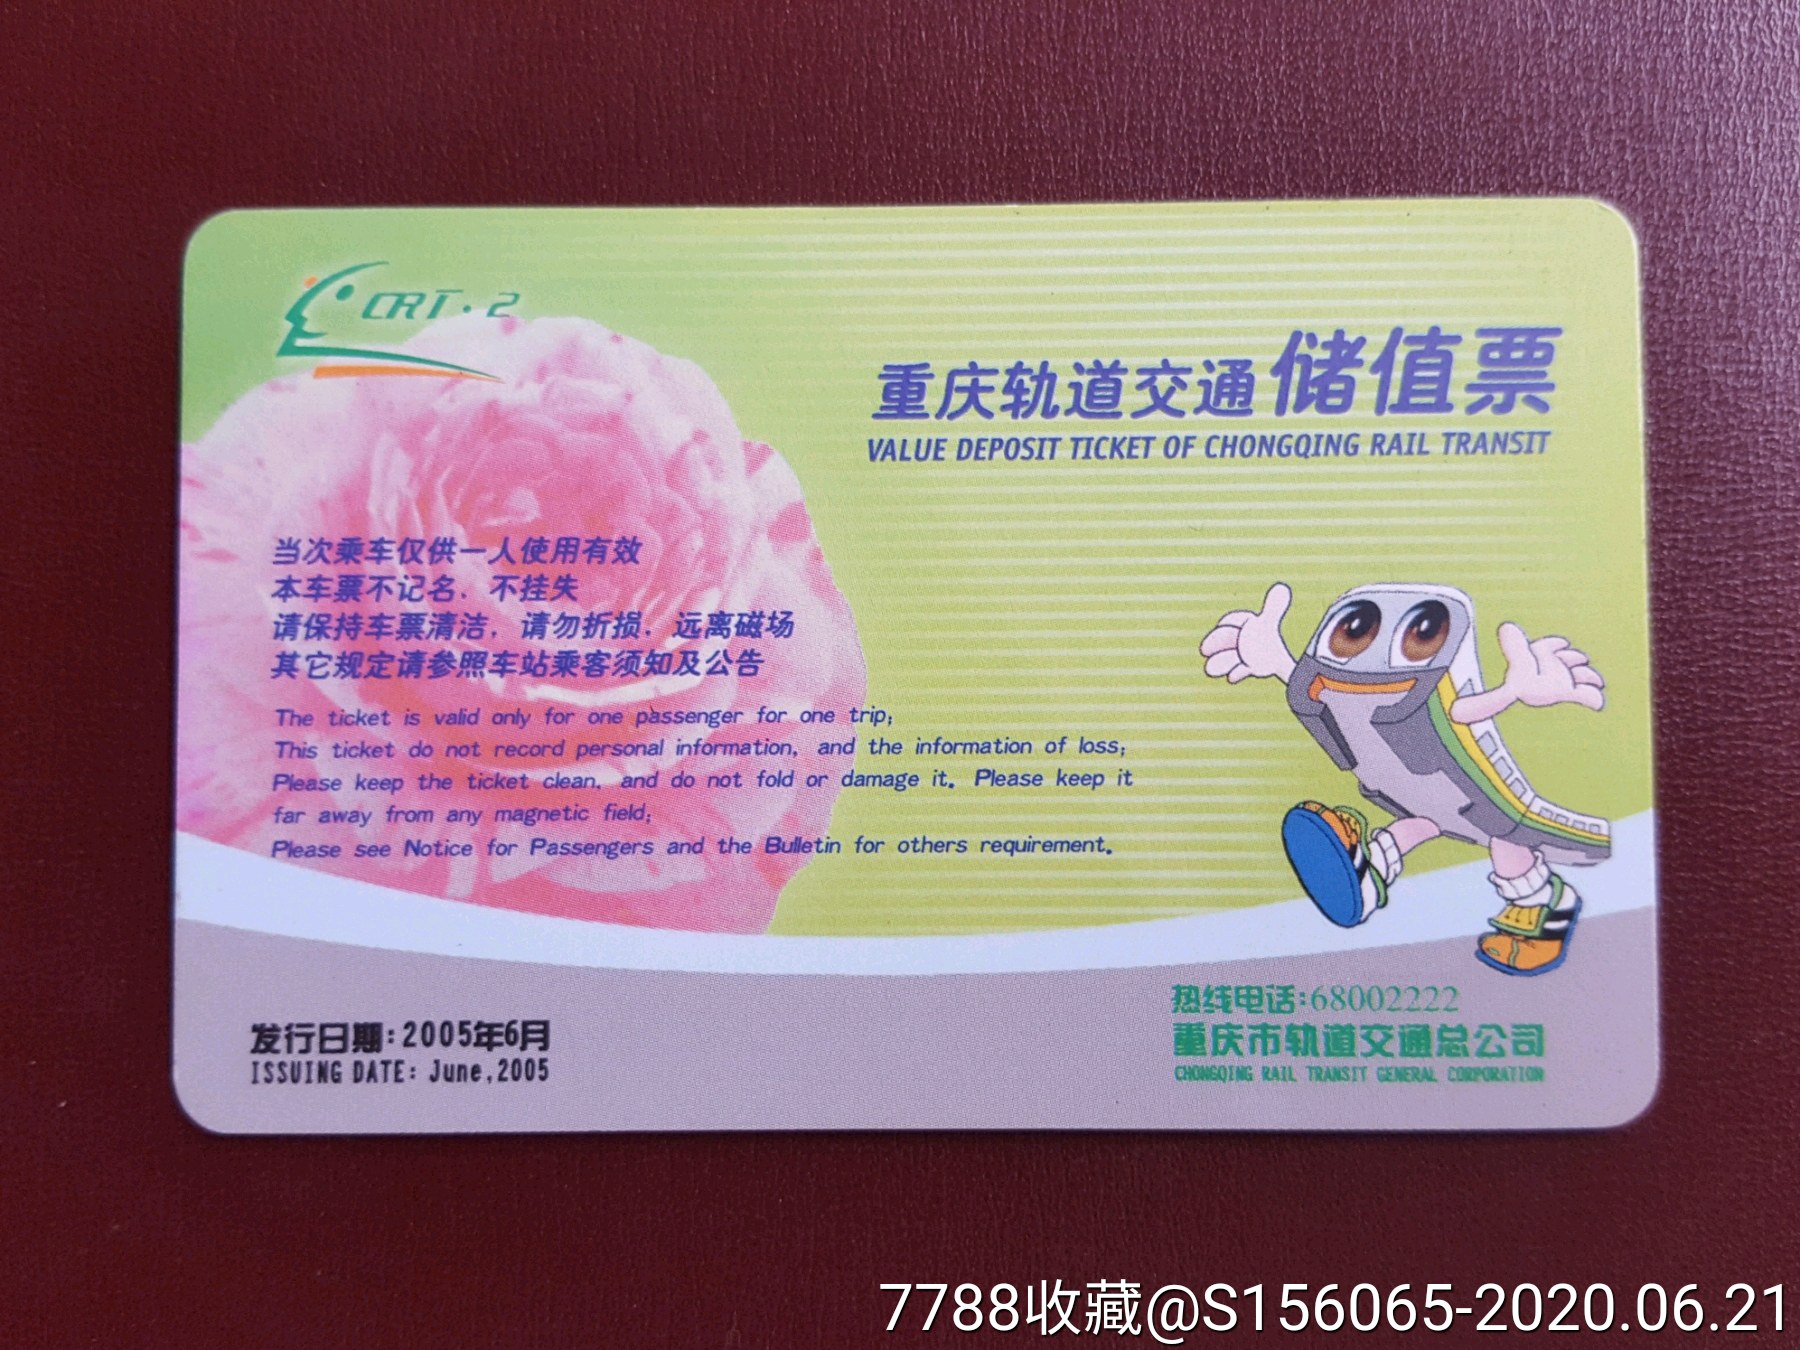 CRT·2
重庆轨道交通储值票
VALUE DEPOSIT TICKET OF CHONGQING RAIL TRANSIT
当次乘车仅供一人使用有效
本车票不记名，不挂失
请保持车票清洁，请勿折损，远离磁场
其它规定请参照车站乘客须知及公告
The ticket is valid only for one passenger for one trip;
This ticket do not record personal information, and the information of loss;
Please keep the ticket clean, and do not fold or damage it. Please keep it
far away from any magnetic field;
Please see Notice for Passengers and the Bulletin for others requirement.
发行日期:2005年6月
ISSUING DATE: June,2005
热线电话:68002222
重庆市轨道交通总公司
CHONGQING RAIL TRANSIT GENERAL CORPORATION
7788收藏@S156065-2020.06.21